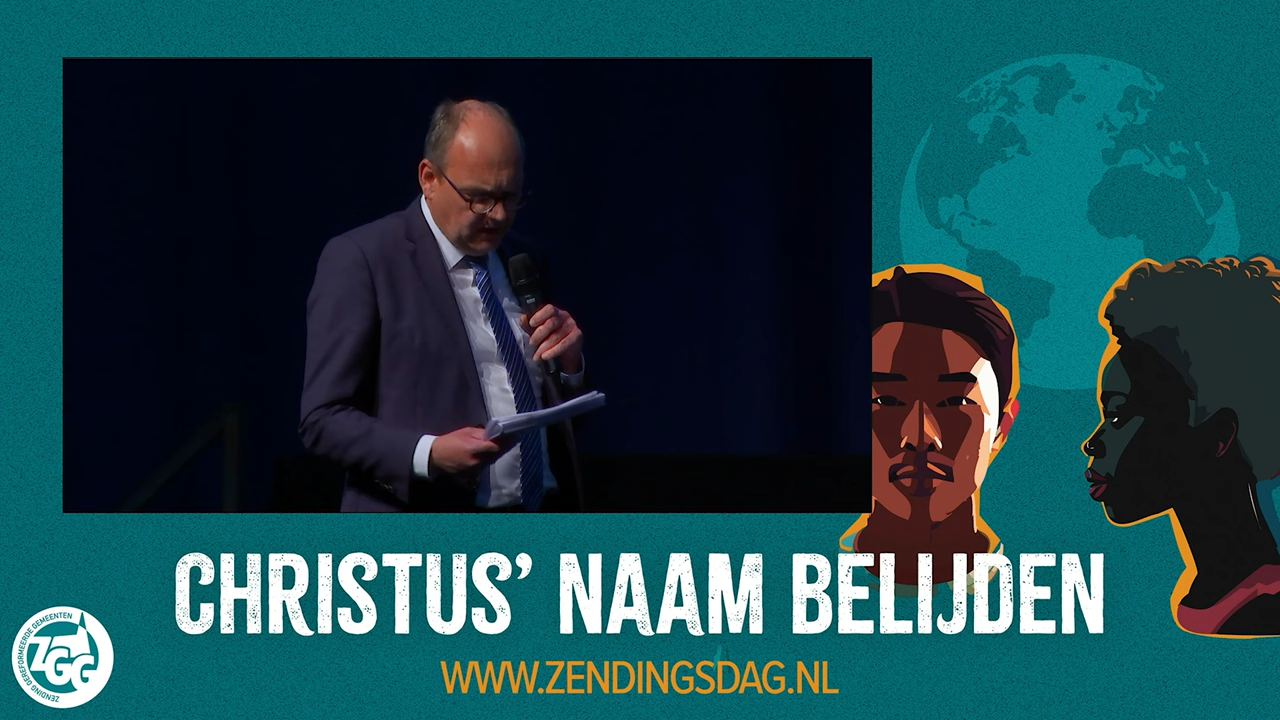 CHRISTUS' NAAM BELIJDEN
WWW.ZENDINGSDAG.NL
ZENDING GEREFORMEERDE GEMEENTEN
ZGG